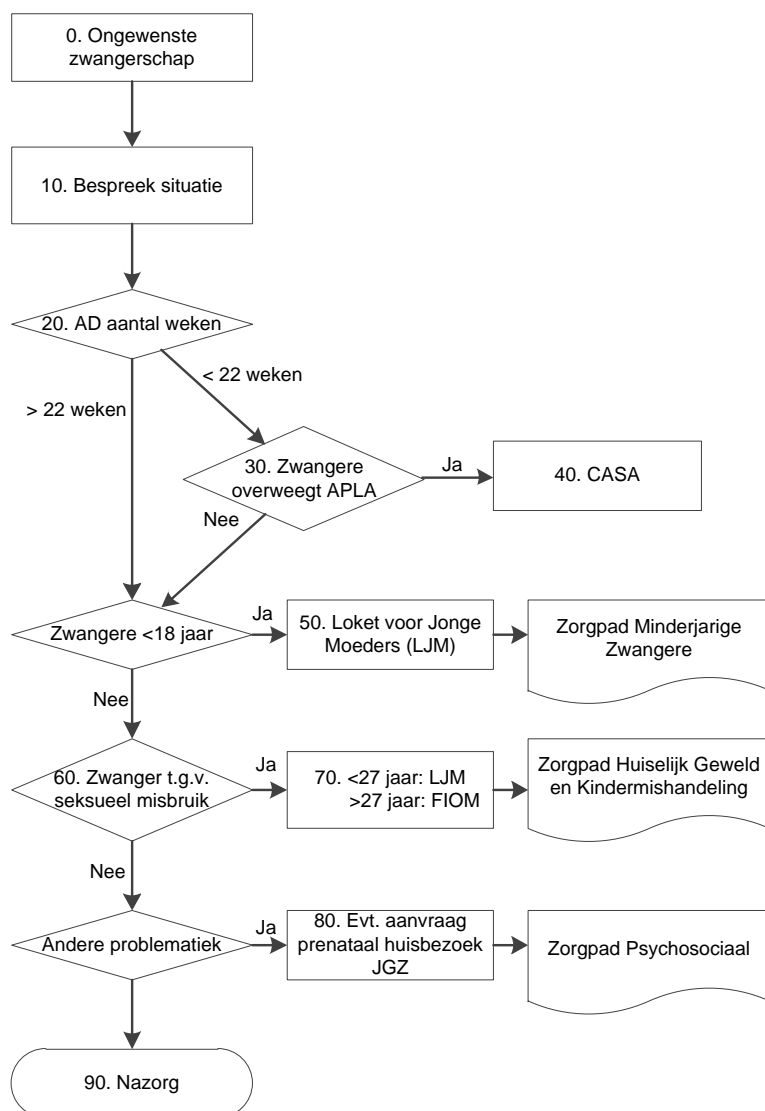 0. Ongewenste
zwangerschap
10. Bespreek situatie
20. AD aantal weken
< 22 weken
> 22 weken
30. Zwangere
overweegt APLA
Ja
40. CASA
Nee
Zwangere <18 jaar
Ja
50. Loket voor Jonge
Moeders (LJM)
Zorgpad Minderjarige
Zwangere
Nee
60. Zwanger t.g.v.
seksueel misbruik
Ja
70. <27 jaar: LJM
>27 jaar: FIOM
Zorgpad Huiselijk Geweld
en Kindermishandeling
Nee
Andere problematiek
Ja
80. Evt. aanvraag
prenataal huisbezoek
JGZ
Zorgpad Psychosociaal
90. Nazorg